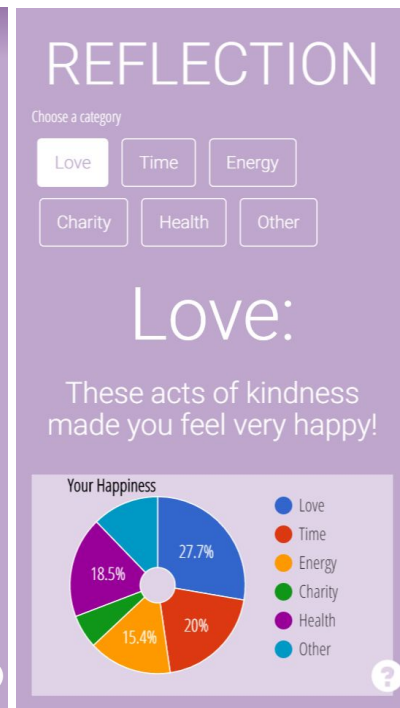 REFLECTION
Choose a category
Love Time Energy
Charity Health Other
Love:
These acts of kindness
made you feel very happy!
Your Happiness
27.7%
20%
15.4%
18.5%
Love
Time
Energy
Charity
Health
Other
?